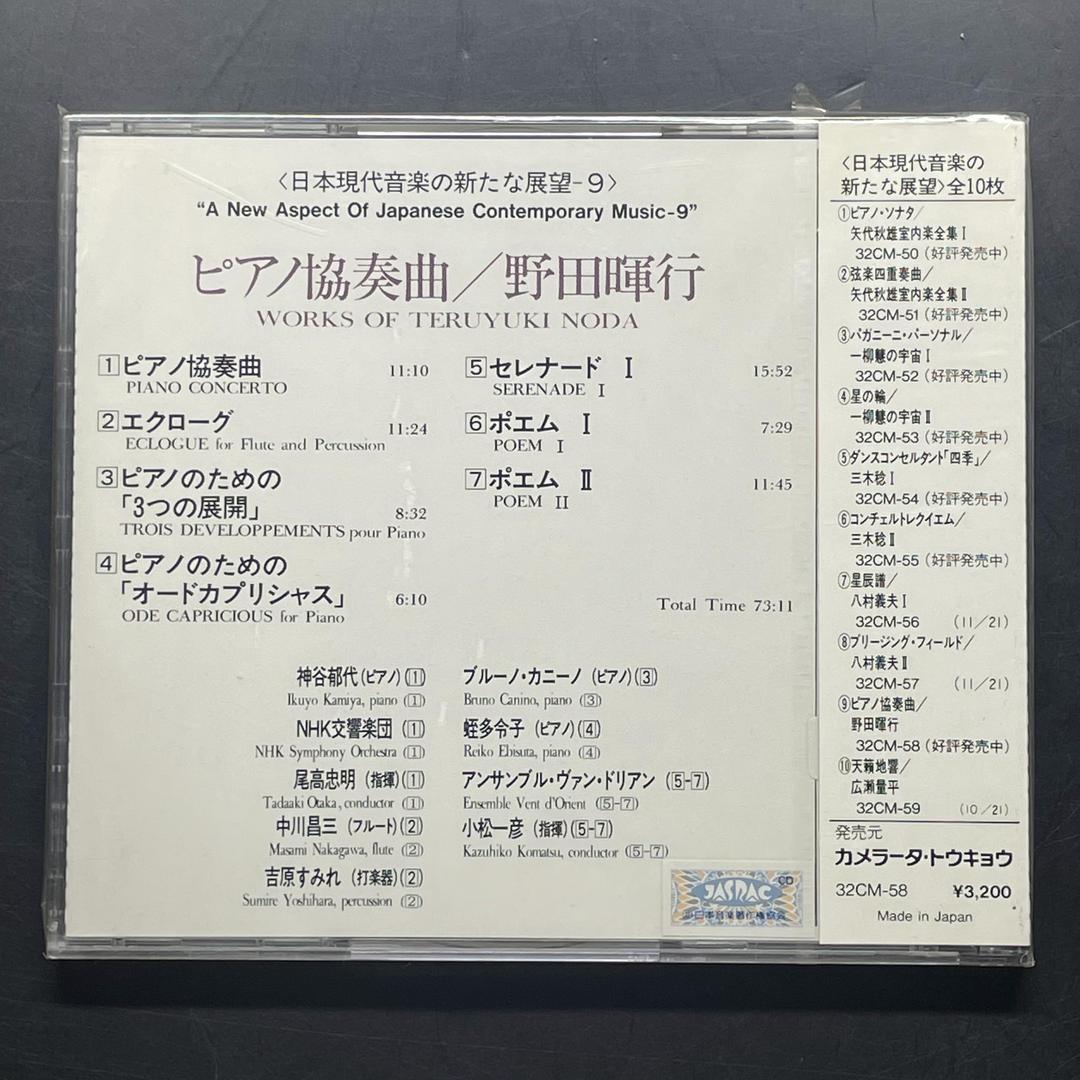 〈日本現代音楽の新たな展望-9〉
“A New Aspect Of Japanese Contemporary Music-9”
ピアノ協奏曲／野田暉行
WORKS OF TERUYUKI NODA
1 ピアノ協奏曲 11:10
PIANO CONCERTO
2 エクローグ 11:24
ECLOGUE for Flute and Percussion
3 ピアノのための
「3つの展開」 8:32
TROIS DEVELOPPEMENTS pour Piano
4 ピアノのための
「オードカプリシャス」 6:10
ODE CAPRICIOUS for Piano
5 セレナード Ⅰ 15:52
SERENADE Ⅰ
6 ポエム Ⅰ 7:29
POEM Ⅰ
7 ポエム Ⅱ 11:45
POEM Ⅱ
Total Time 73:11
神谷郁代(ピアノ)(1)
Ikuyo Kamiya, piano (1)
NHK交響楽団 (1)
NHK Symphony Orchestra (1)
尾高忠明 (指揮)(1)
Tadaaki Otaka, conductor (1)
中川昌三 (フルート)(2)
Masami Nakagawa, flute (2)
吉原すみれ (打楽器)(2)
Sumire Yoshihara, percussion (2)
ブルーノ・カニーノ (ピアノ)(3)
Bruno Canino, piano (3)
蛭多令子 (ピアノ)(4)
Reiko Ebisuta, piano (4)
アンサンブル・ヴァン・ドリアン (5-7)
Ensemble Vent d'Orient (5-7)
小松一彦 (指揮)(5-7)
Kazuhiko Komatsu, conductor (5-7)
CD
JASRAC
㈳日本音楽著作権協会
〈日本現代音楽の
新たな展望〉全10枚
①ピアノ・ソナタ／
矢代秋雄室内楽全集Ⅰ
32CM-50 (好評発売中)
②弦楽四重奏曲／
矢代秋雄室内楽全集Ⅱ
32CM-51 (好評発売中)
③パガニーニ・パーソナル／
一柳慧の宇宙Ⅰ
32CM-52 (好評発売中)
④星の輪／
一柳慧の宇宙Ⅱ
32CM-53 (好評発売中)
⑤ダンスコンセルタント「四季」／
三木稔Ⅰ
32CM-54 (好評発売中)
⑥コンチェルトレクイエム／
三木稔Ⅱ
32CM-55 (好評発売中)
⑦星辰譜／
八村義夫Ⅰ
32CM-56 (11/21)
⑧ブリージング・フィールド／
八村義夫Ⅱ
32CM-57 (11/21)
⑨ピアノ協奏曲／
野田暉行
32CM-58 (好評発売中)
⑩天籟地響／
広瀬量平
32CM-59 (10/21)
発売元
カメラータ・トウキョウ
32CM-58 ¥3,200
Made in Japan